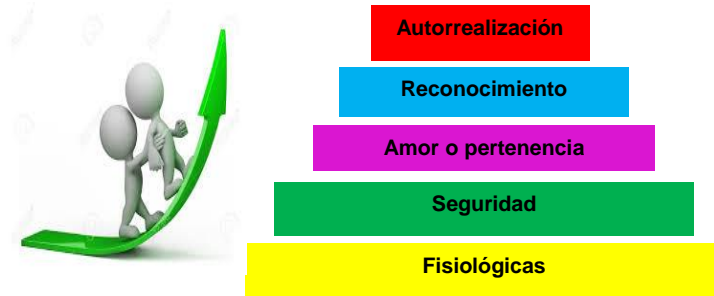 Autorrealización
Reconocimiento
Amor o pertenencia
Seguridad
Fisiológicas